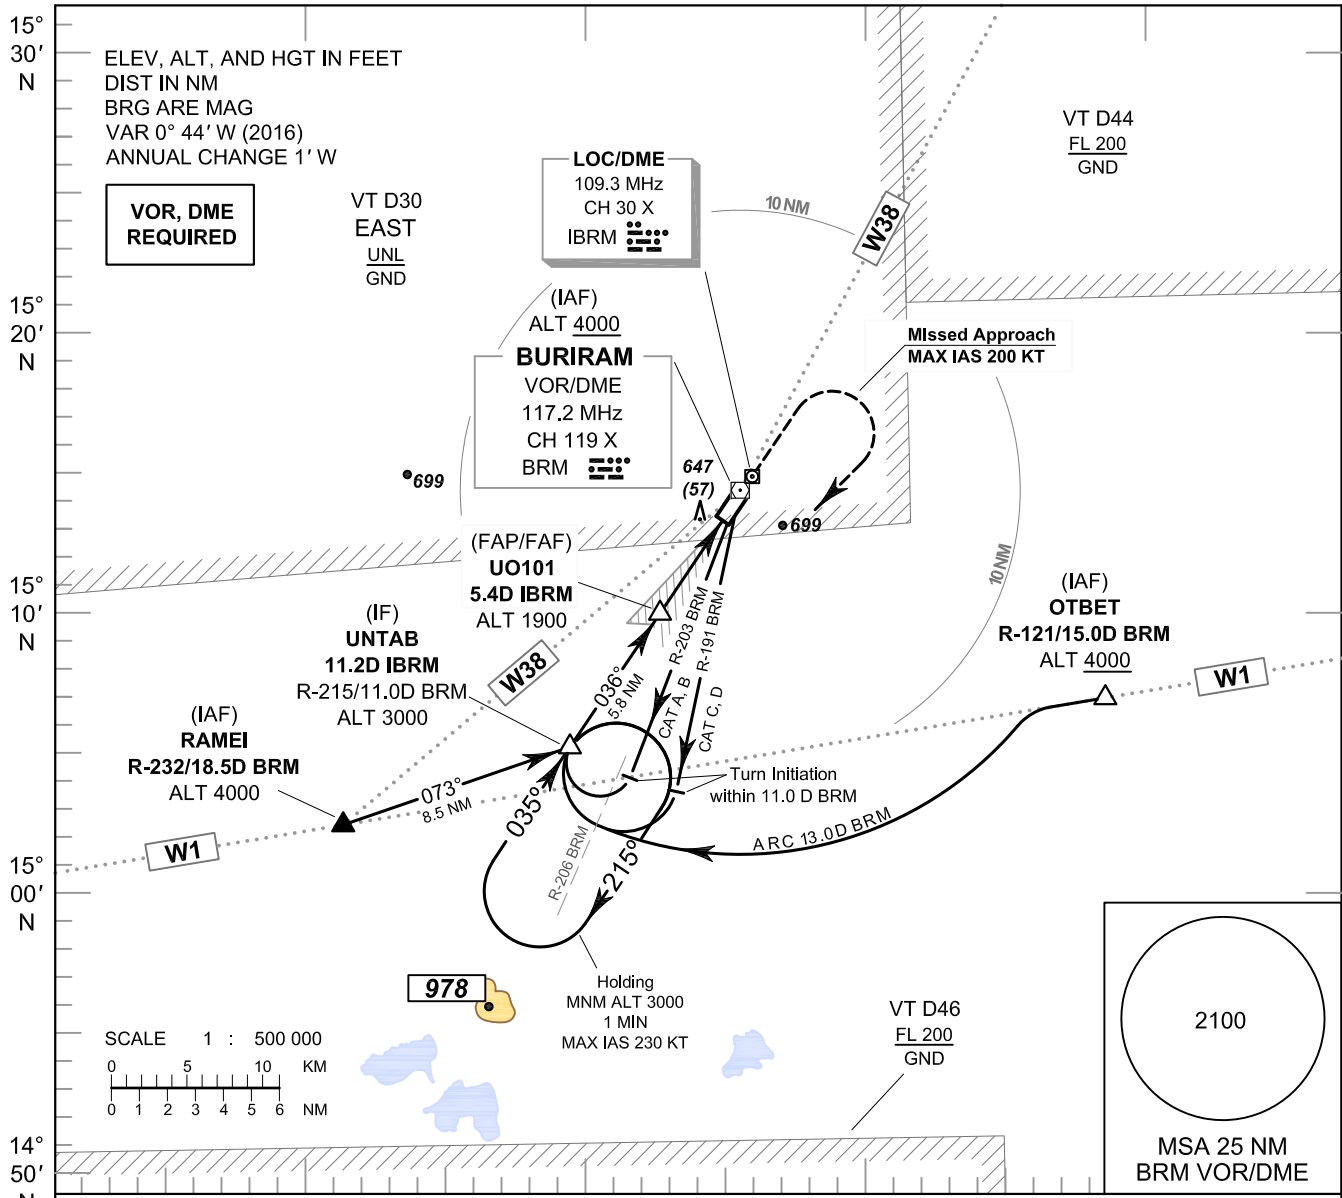 15°
30′
N
ELEV, ALT, AND HGT IN FEET
DIST IN NM
BRG ARE MAG
VAR 0° 44′ W (2016)
ANNUAL CHANGE 1′ W
VOR, DME
REQUIRED
VT D30
EAST
UNL
GND
LOC/DME
109.3 MHz
CH 30 X
IBRM
10 NM
W38
VT D44
FL 200
GND
15°
20′
N
(IAF)
ALT 4000
BURIRAM
VOR/DME
117.2 MHz
CH 119 X
BRM
MIssed Approach
MAX IAS 200 KT
699
647
(57)
699
10 NM
15°
10′
N
(FAP/FAF)
UO101
5.4D IBRM
ALT 1900
(IF)
UNTAB
11.2D IBRM
R-215/11.0D BRM
ALT 3000
W38
036°
5.8 NM
R-203 BRM
CAT A, B
R-191 BRM
CAT C, D
(IAF)
OTBET
R-121/15.0D BRM
ALT 4000
W1
(IAF)
RAMEI
R-232/18.5D BRM
ALT 4000
073°
8.5 NM
Turn Initiation
within 11.0 D BRM
ARC 13.0D BRM
W1
035°
R-206 BRM
215°
15°
00′
N
978
Holding
MNM ALT 3000
1 MIN
MAX IAS 230 KT
VT D46
FL 200
GND
2100
MSA 25 NM
BRM VOR/DME
SCALE 1 : 500 000
0 5 10 KM
0 1 2 3 4 5 6 NM
14°
50′
N